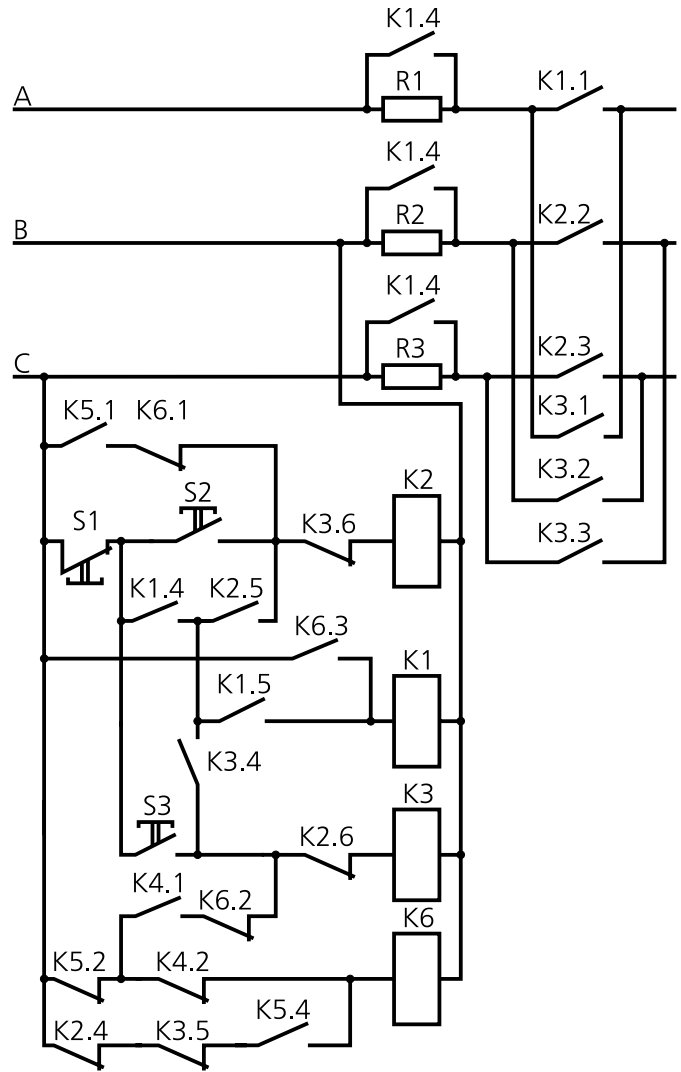 K1.4
R1
K1.1
A
K1.4
R2
K2.2
B
K1.4
R3
K2.3
C
K3.1
K5.1 K6.1
K3.2
S2
K2
S1
K3.6
K3.3
K1.4 K2.5
K6.3
K1
K1.5
K3.4
S3
K3
K2.6
K4.1
K6.2
K6
K5.2 K4.2
K5.4
K2.4 K3.5